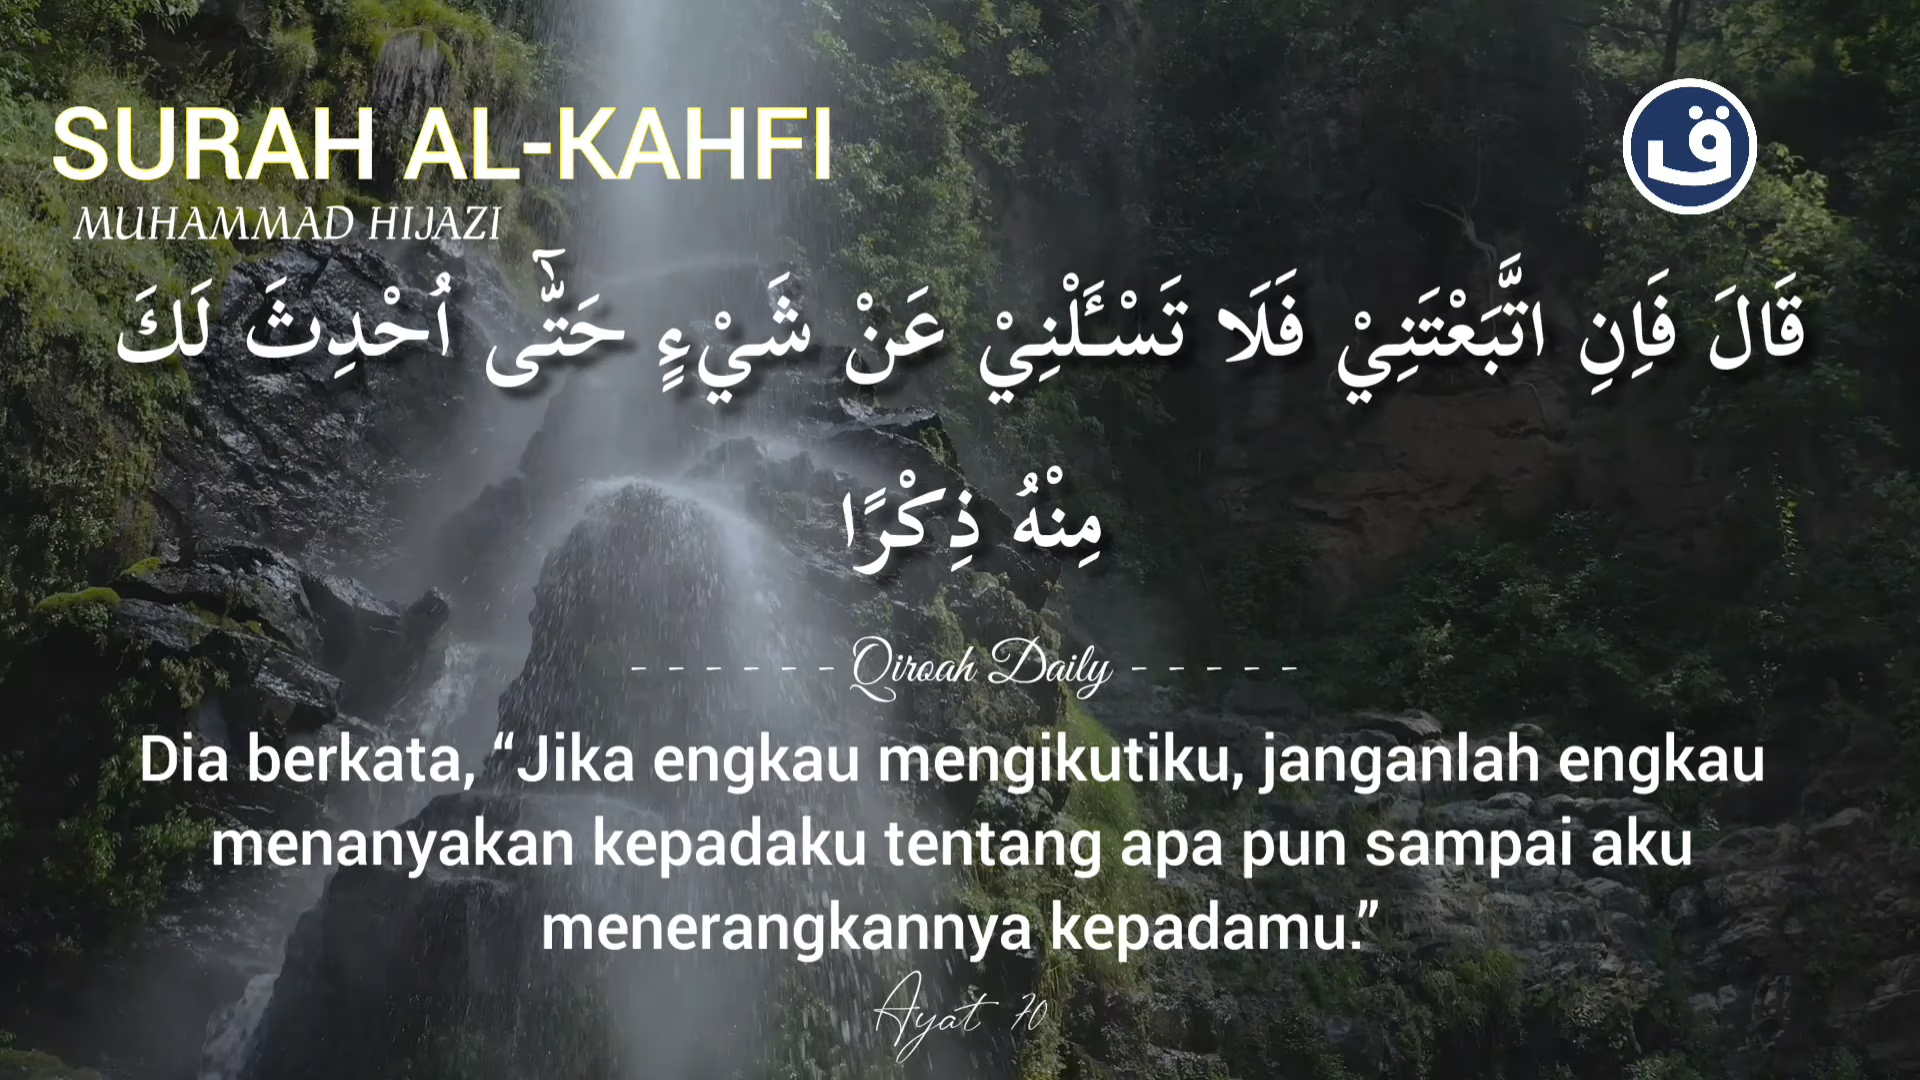 SURAH AL-KAHFI
MUHAMMAD HIJAZI
ق
قَالَ فَاِنِ اتَّبَعْتَنِيْ فَلَا تَسْـَٔلْنِيْ عَنْ شَيْءٍ حَتّٰٓى اُحْدِثَ لَكَ
مِنْهُ ذِكْرًا
- - - - - - Qiroah Daily - - - - -
Dia berkata, “ Jika engkau mengikutiku, janganlah engkau
menanyakan kepadaku tentang apa pun sampai aku
menerangkannya kepadamu.”
Ayat 70